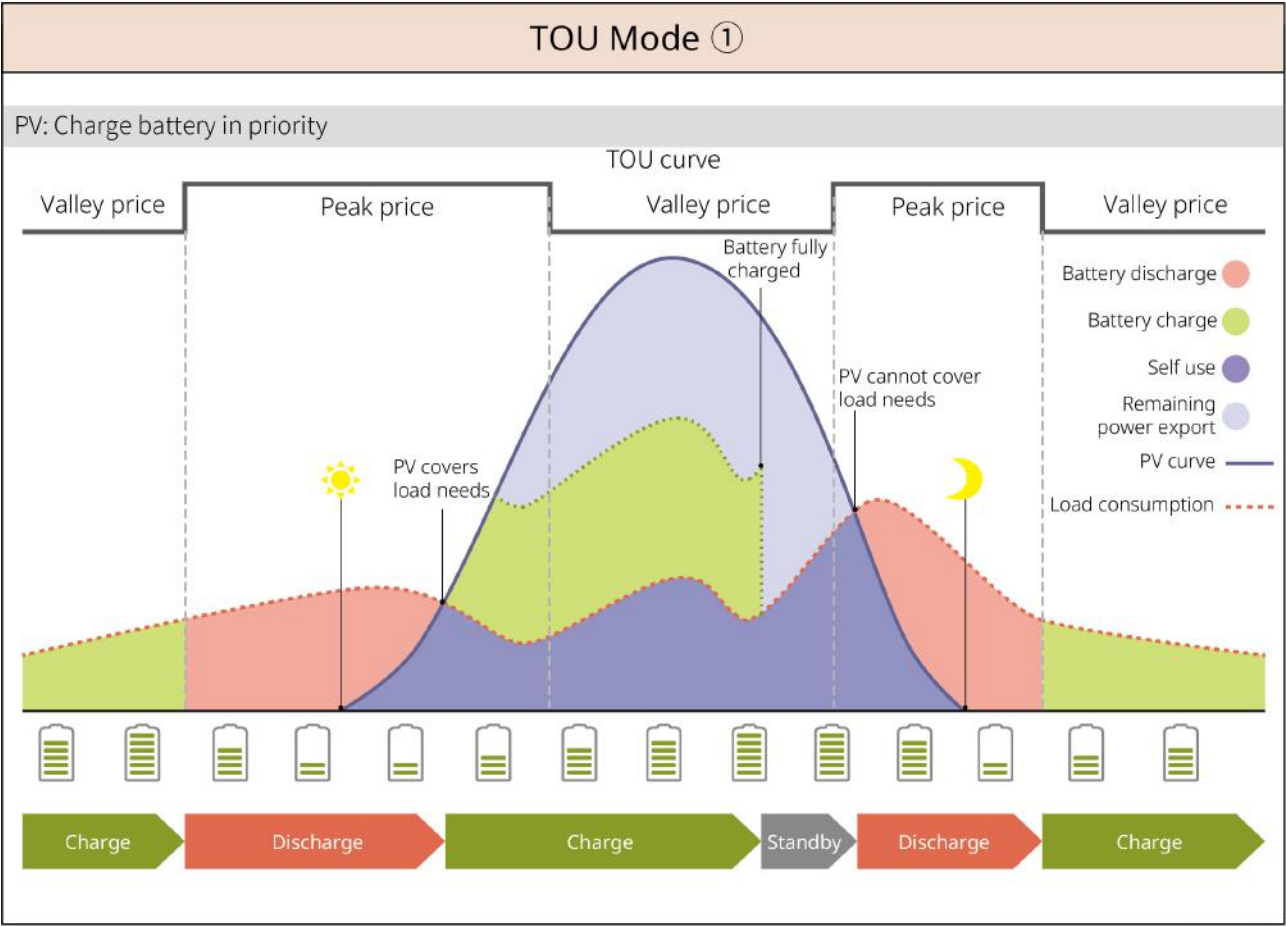 TOU Mode ①
PV: Charge battery in priority
TOU curve
Valley price
Peak price
Valley price
Peak price
Valley price
Battery fully
charged
Battery discharge
Battery charge
Self use
Remaining
power export
PV curve
Load consumption
PV cannot cover
load needs
PV covers
load needs
Charge
Discharge
Charge
Standby
Discharge
Charge